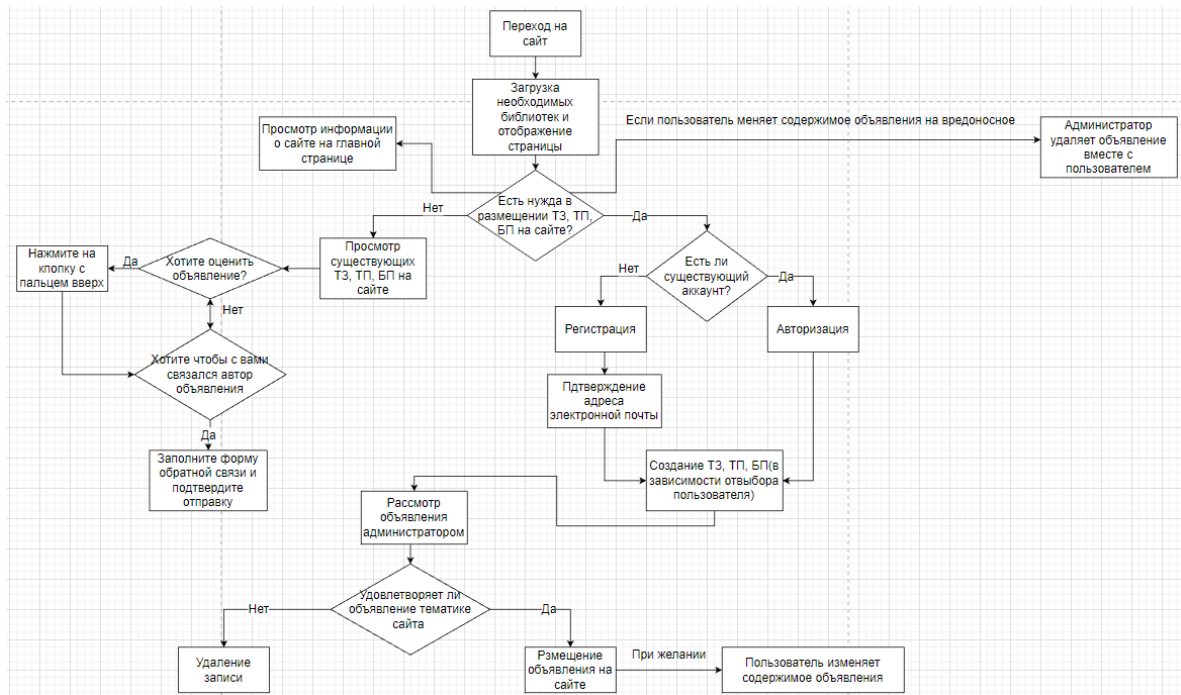 Переход на
сайт
Загрузка
необходимых
библиотек и
отображение
страницы
Просмотр информации
о сайте на главной
странице
Если пользователь меняет содержимое объявления на вредоносное
Администратор
удаляет объявление
вместе с
пользователем
Есть нужда в
размещении ТЗ, ТП,
БП на сайте?
Нет
Да
Просмотр
существующих
ТЗ, ТП, БП на
сайте
Хотите оценить
объявление?
Да
Нажмите на
клопку с
пальцем вверх
Нет
Хотите чтобы с вами
связался автор
объявления
Да
Заполните форму
обратной связи и
подтвердите
отправку
Есть ли
существующий
аккаунт?
Нет
Да
Регистрация
Авторизация
Пдтверждение
адреса
электронной почты
Создание ТЗ, ТП, БП(в
зависимости отвыбора
пользователя)
Рассмотр
объявления
администратором
Удовлетворяет ли
объявление тематике
сайта
Нет
Да
Удаление
записи
Рзмещение
объявления на
сайте
При желании
Пользователь изменяет
содержимое объявления